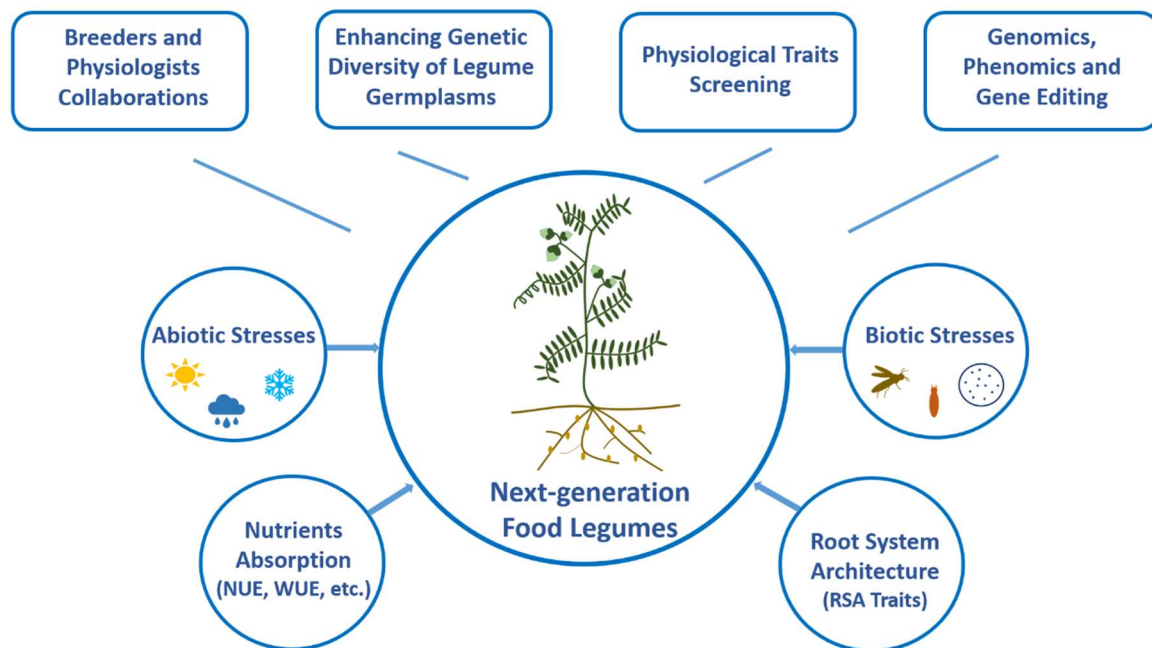 Breeders and
Physiologists
Collaborations
Enhancing Genetic
Diversity of Legume
Germplasms
Physiological Traits
Screening
Genomics,
Phenomics and
Gene Editing
Abiotic Stresses
Biotic Stresses
Next-generation
Food Legumes
Nutrients
Absorption
(NUE, WUE, etc.)
Root System
Architecture
(RSA Traits)